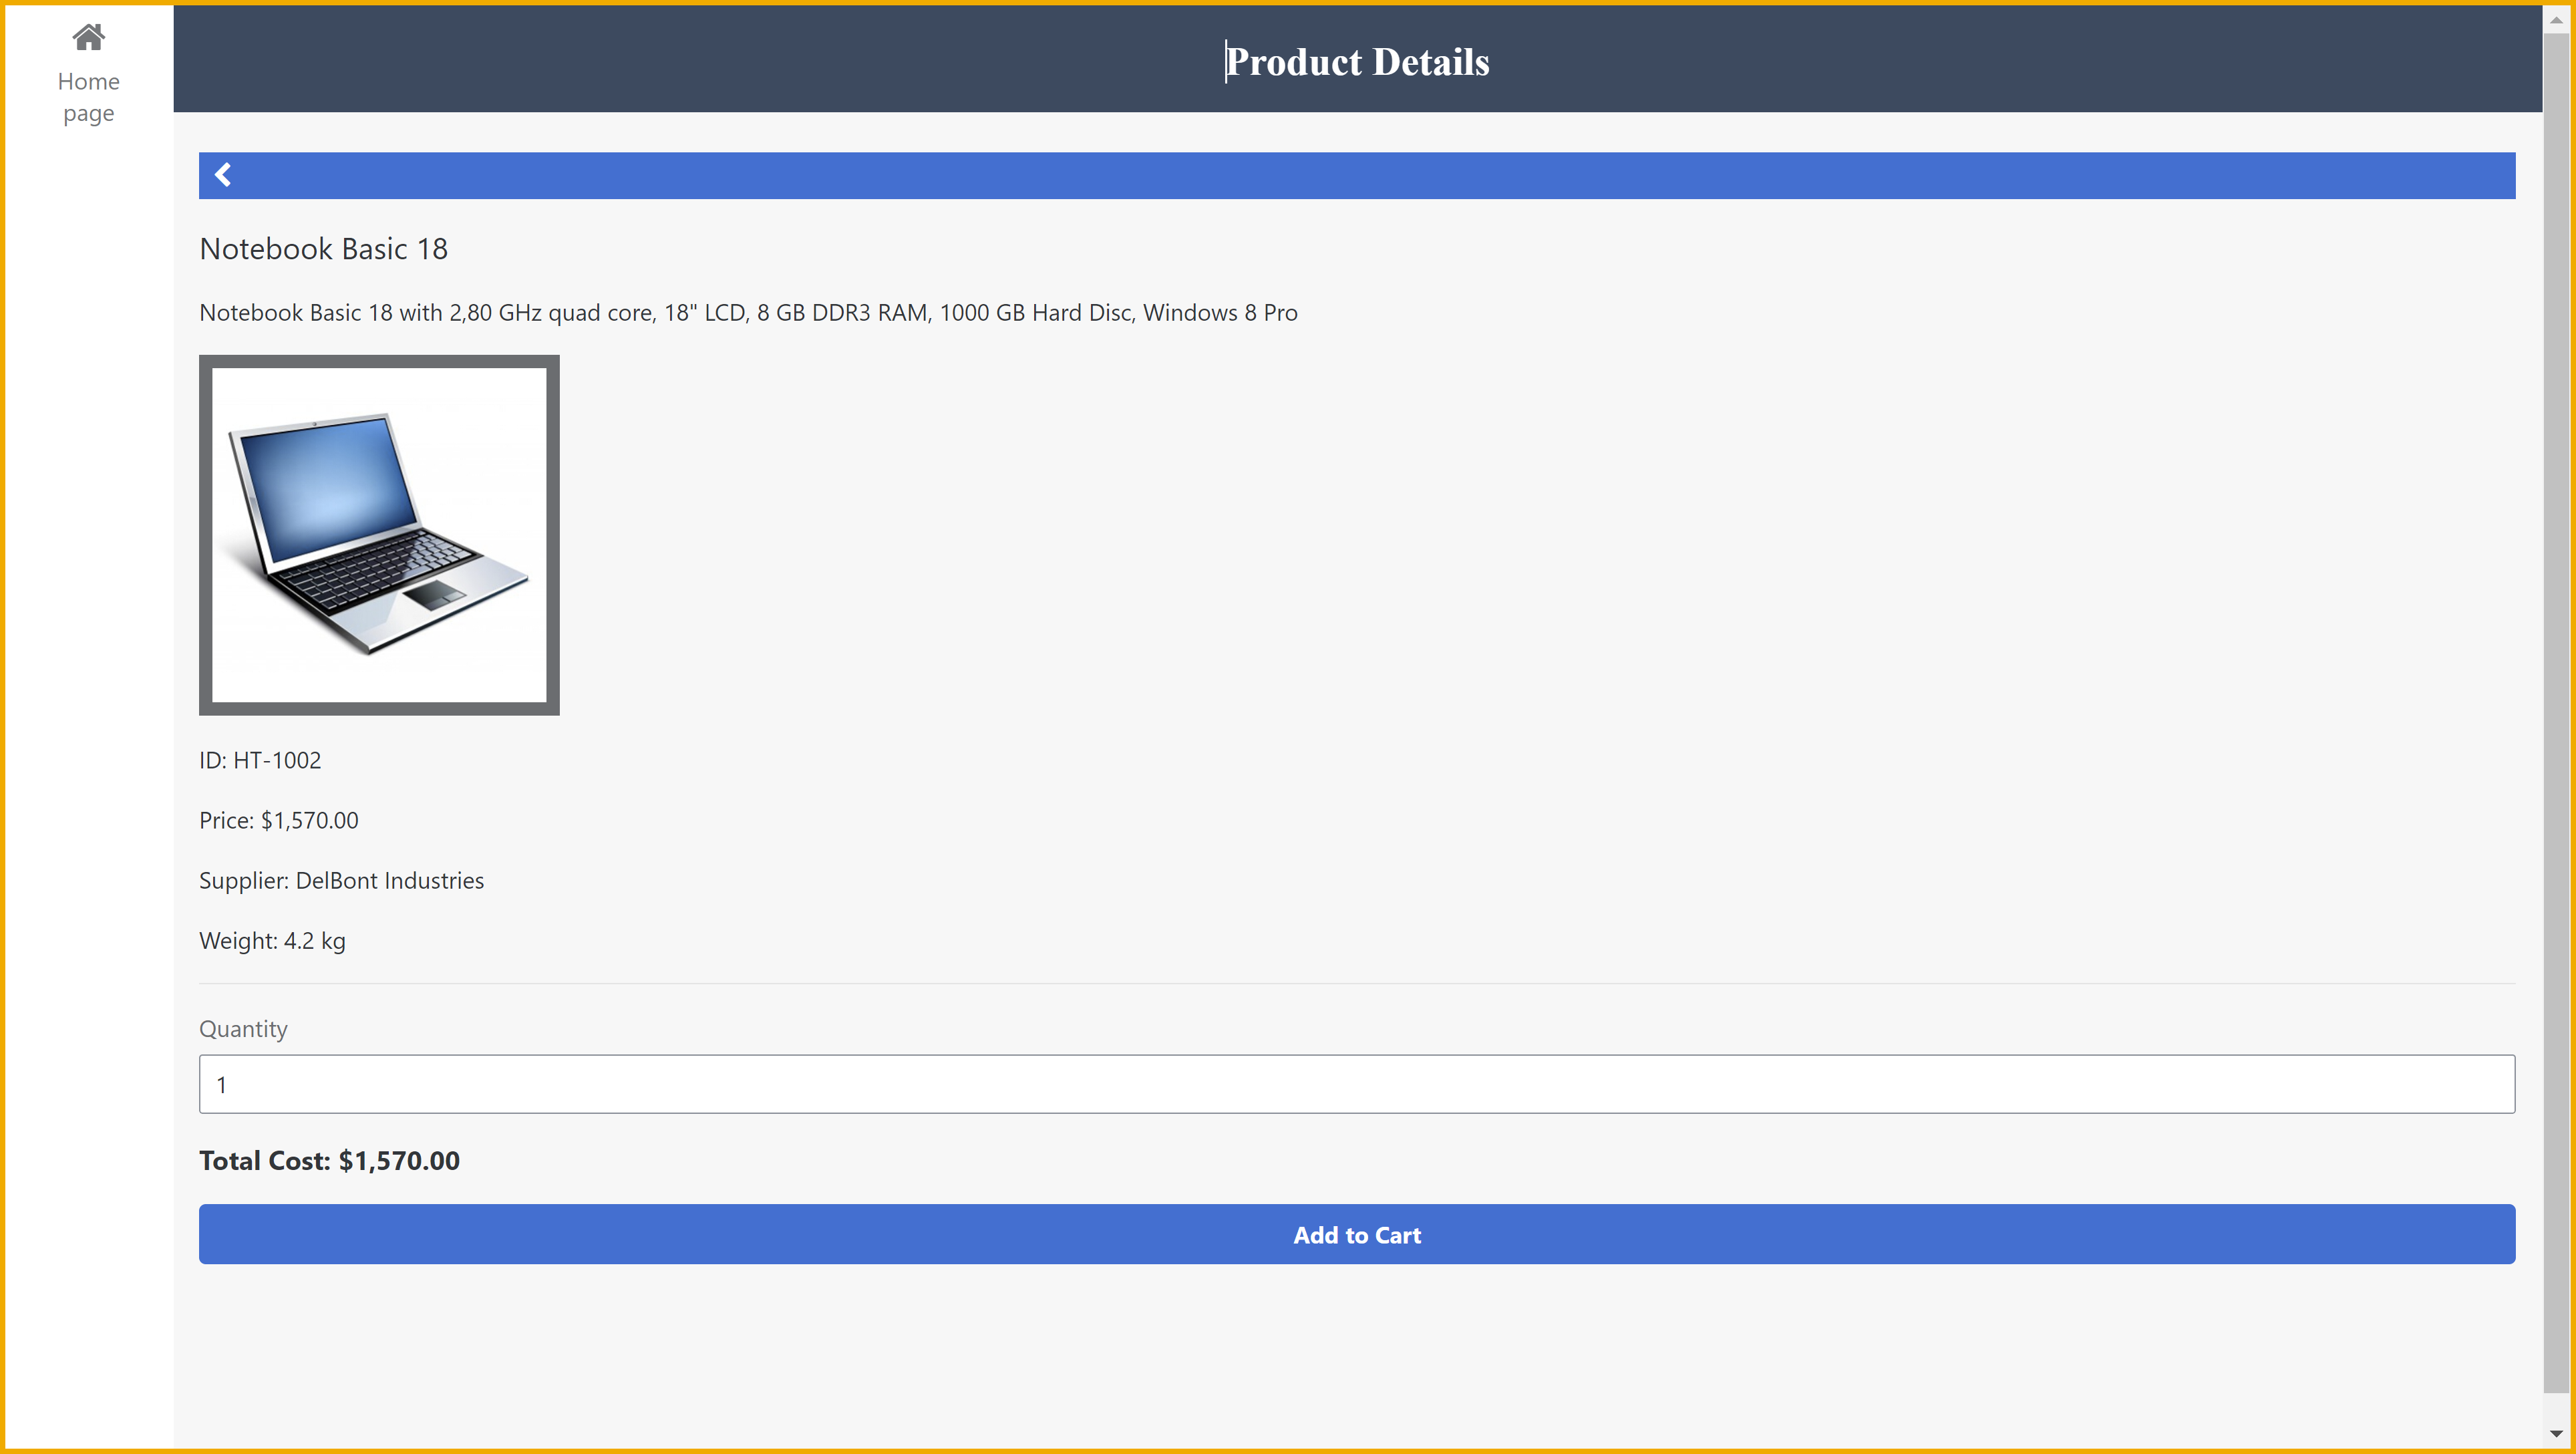 Home
page
Product Details
Notebook Basic 18
Notebook Basic 18 with 2,80 GHz quad core, 18" LCD, 8 GB DDR3 RAM, 1000 GB Hard Disc, Windows 8 Pro
ID: HT-1002
Price: $1,570.00
Supplier: DelBont Industries
Weight: 4.2 kg
Quantity
1
Total Cost: $1,570.00
Add to Cart